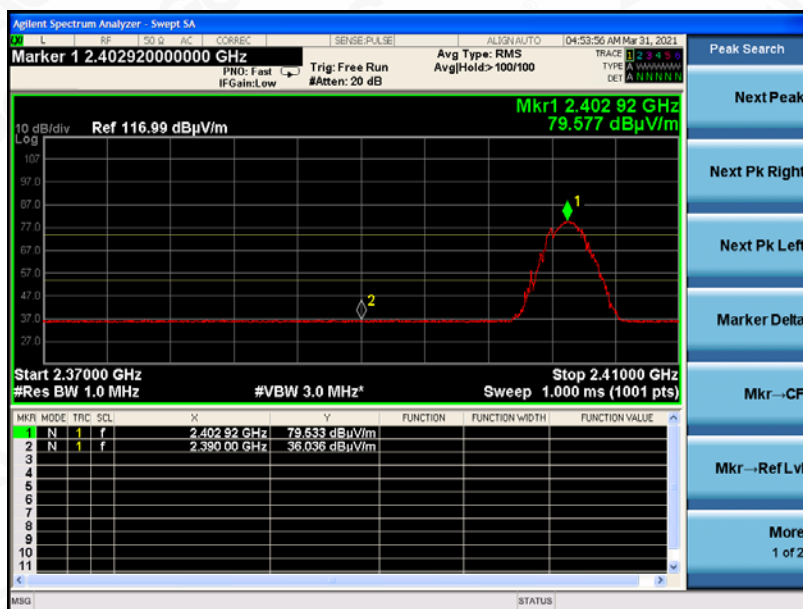 Agilent Spectrum Analyzer - Swept SA
L RF 50 Ω AC CORREC SENSE:PULSE ALIGN AUTO 04:53:56 AM Mar 31, 2021
Marker 1 2.402920000000 GHz
PNO: Fast
IFGain:Low
Trig: Free Run
#Atten: 20 dB
Avg Type: RMS
Avg|Hold:> 100/100
TRACE 1 2 3 4 5 6
TYPE A WWWWW
DET A N N N N N
Peak Search
Next Peak
Next Pk Right
Next Pk Left
Marker Delta
Mkr→CF
Mkr→Ref Lvl
More
1 of 2
Mkr1 2.402 92 GHz
79.577 dBµV/m
10 dB/div Ref 116.99 dBµV/m
Log
107
97.0
87.0
77.0
67.0
57.0
47.0
37.0
27.0
1
2
Start 2.37000 GHz Stop 2.41000 GHz
#Res BW 1.0 MHz #VBW 3.0 MHz* Sweep 1.000 ms (1001 pts)
MKR MODE TRC SCL X Y FUNCTION FUNCTION WIDTH FUNCTION VALUE
1 N 1 f 2.402 92 GHz 79.533 dBµV/m
2 N 1 f 2.390 00 GHz 36.036 dBµV/m
3
4
5
6
7
8
9
10
11
MSG STATUS